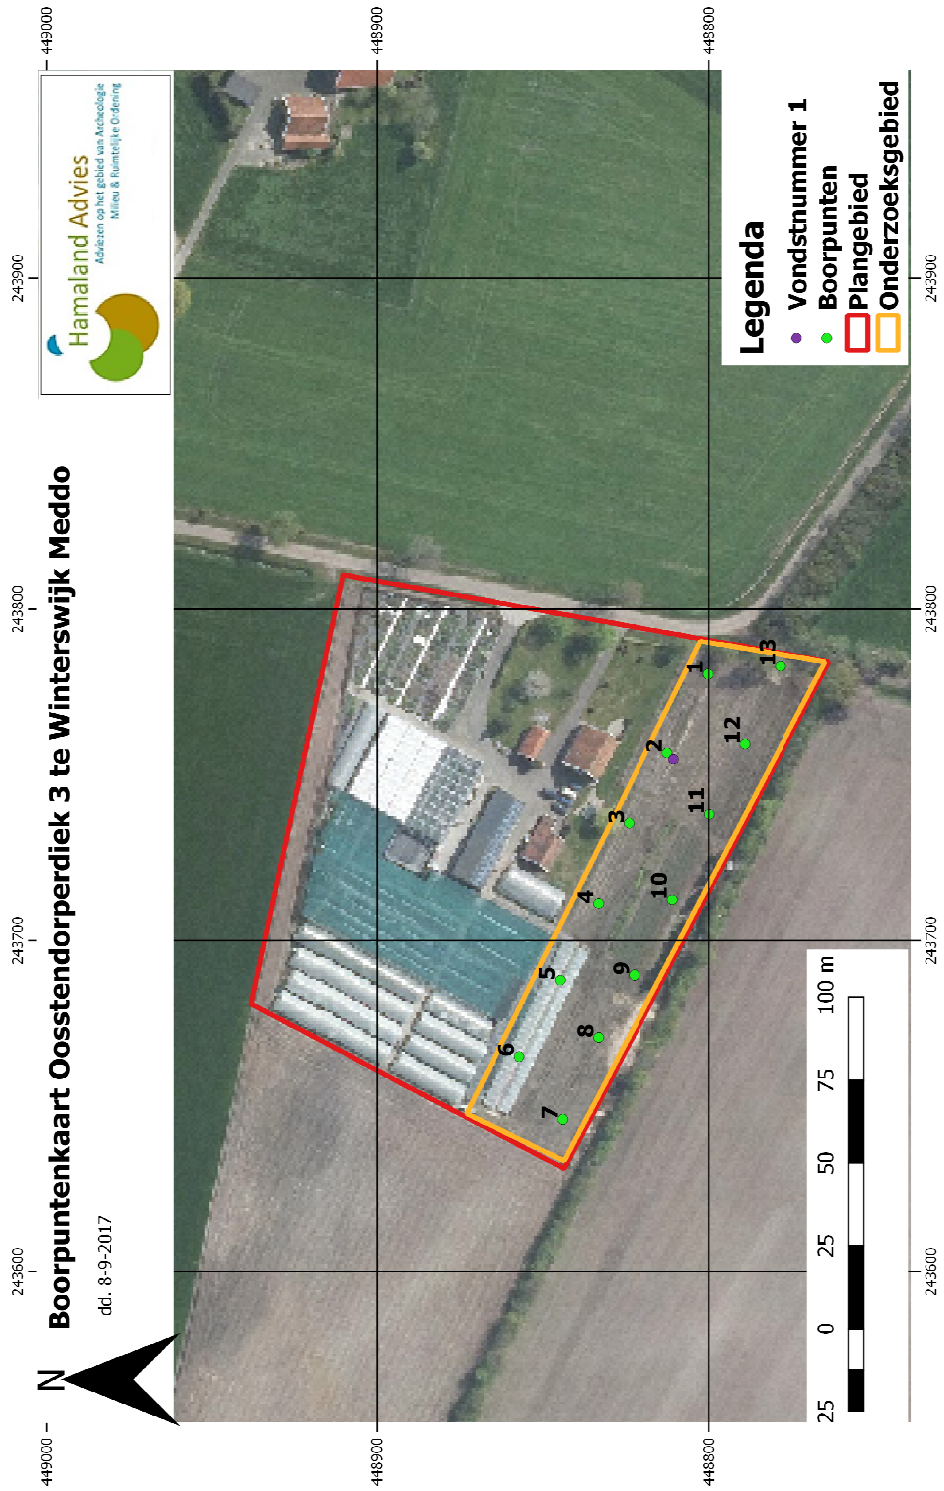 Boorpuntenkaart Oosstendorperdiek 3 te Winterswijk Meddo
dd. 8-9-2017
N
Hamaland Advies
Adviezen op het gebied van Archeologie
Milieu & Ruimtelijke Ordening
243600
243700
243800
243900
449000
449000
448900
448900
448800
448800
1
2
3
4
5
6
7
8
9
10
11
12
13
25 0 25 50 75 100 m
Legenda
Vondstnummer 1
Boorpunten
Plangebied
Onderzoeksgebied
243600
243700
243800
243900